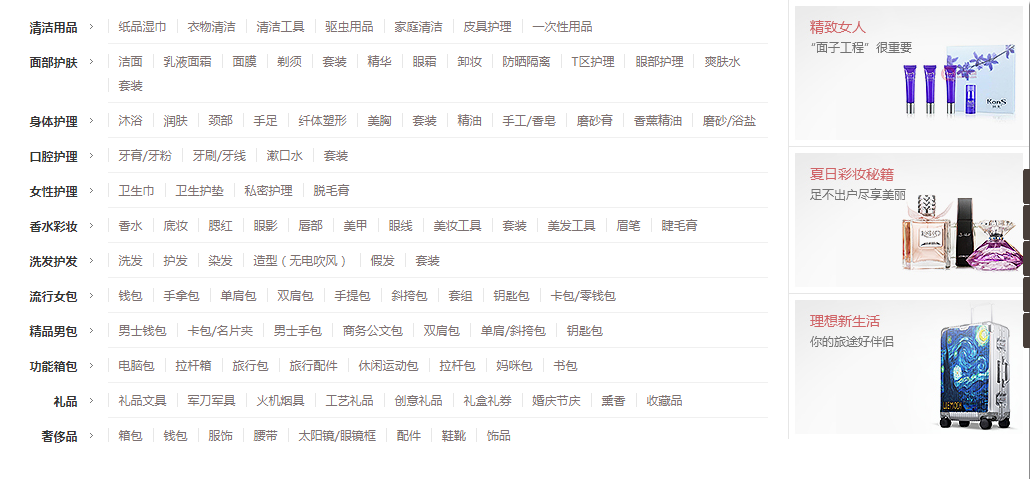 清洁用品 > 纸品湿巾 衣物清洁 清洁工具 驱虫用品 家庭清洁 皮具护理 一次性用品
面部护肤 > 洁面 乳液面霜 面膜 剃须 套装 精华 眼霜 卸妆 防晒隔离 T区护理 眼部护理 爽肤水
套装
身体护理 > 沐浴 润肤 颈部 手足 纤体塑形 美胸 套装 精油 手工/香皂 磨砂膏 香薰精油 磨砂/浴盐
口腔护理 > 牙膏/牙粉 牙刷/牙线 漱口水 套装
女性护理 > 卫生巾 卫生护垫 私密护理 脱毛膏
香水彩妆 > 香水 底妆 腮红 眼影 唇部 美甲 眼线 美妆工具 套装 美发工具 眉笔 睫毛膏
洗发护发 > 洗发 护发 染发 造型（无电吹风） 假发 套装
流行女包 > 钱包 手拿包 单肩包 双肩包 手提包 斜挎包 套组 钥匙包 卡包/零钱包
精品男包 > 男士钱包 卡包/名片夹 男士手包 商务公文包 双肩包 单肩/斜挎包 钥匙包
功能箱包 > 电脑包 拉杆箱 旅行包 旅行配件 休闲运动包 拉杆包 妈咪包 书包
礼品 > 礼品文具 军刀军具 火机烟具 工艺礼品 创意礼品 礼盒礼券 婚庆节庆 熏香 收藏品
奢侈品 > 箱包 钱包 服饰 腰带 太阳镜/眼镜框 配件 鞋靴 饰品
精致女人
“面子工程”很重要
KanS
夏日彩妆秘籍
足不出户尽享美丽
理想新生活
你的旅途好伴侣